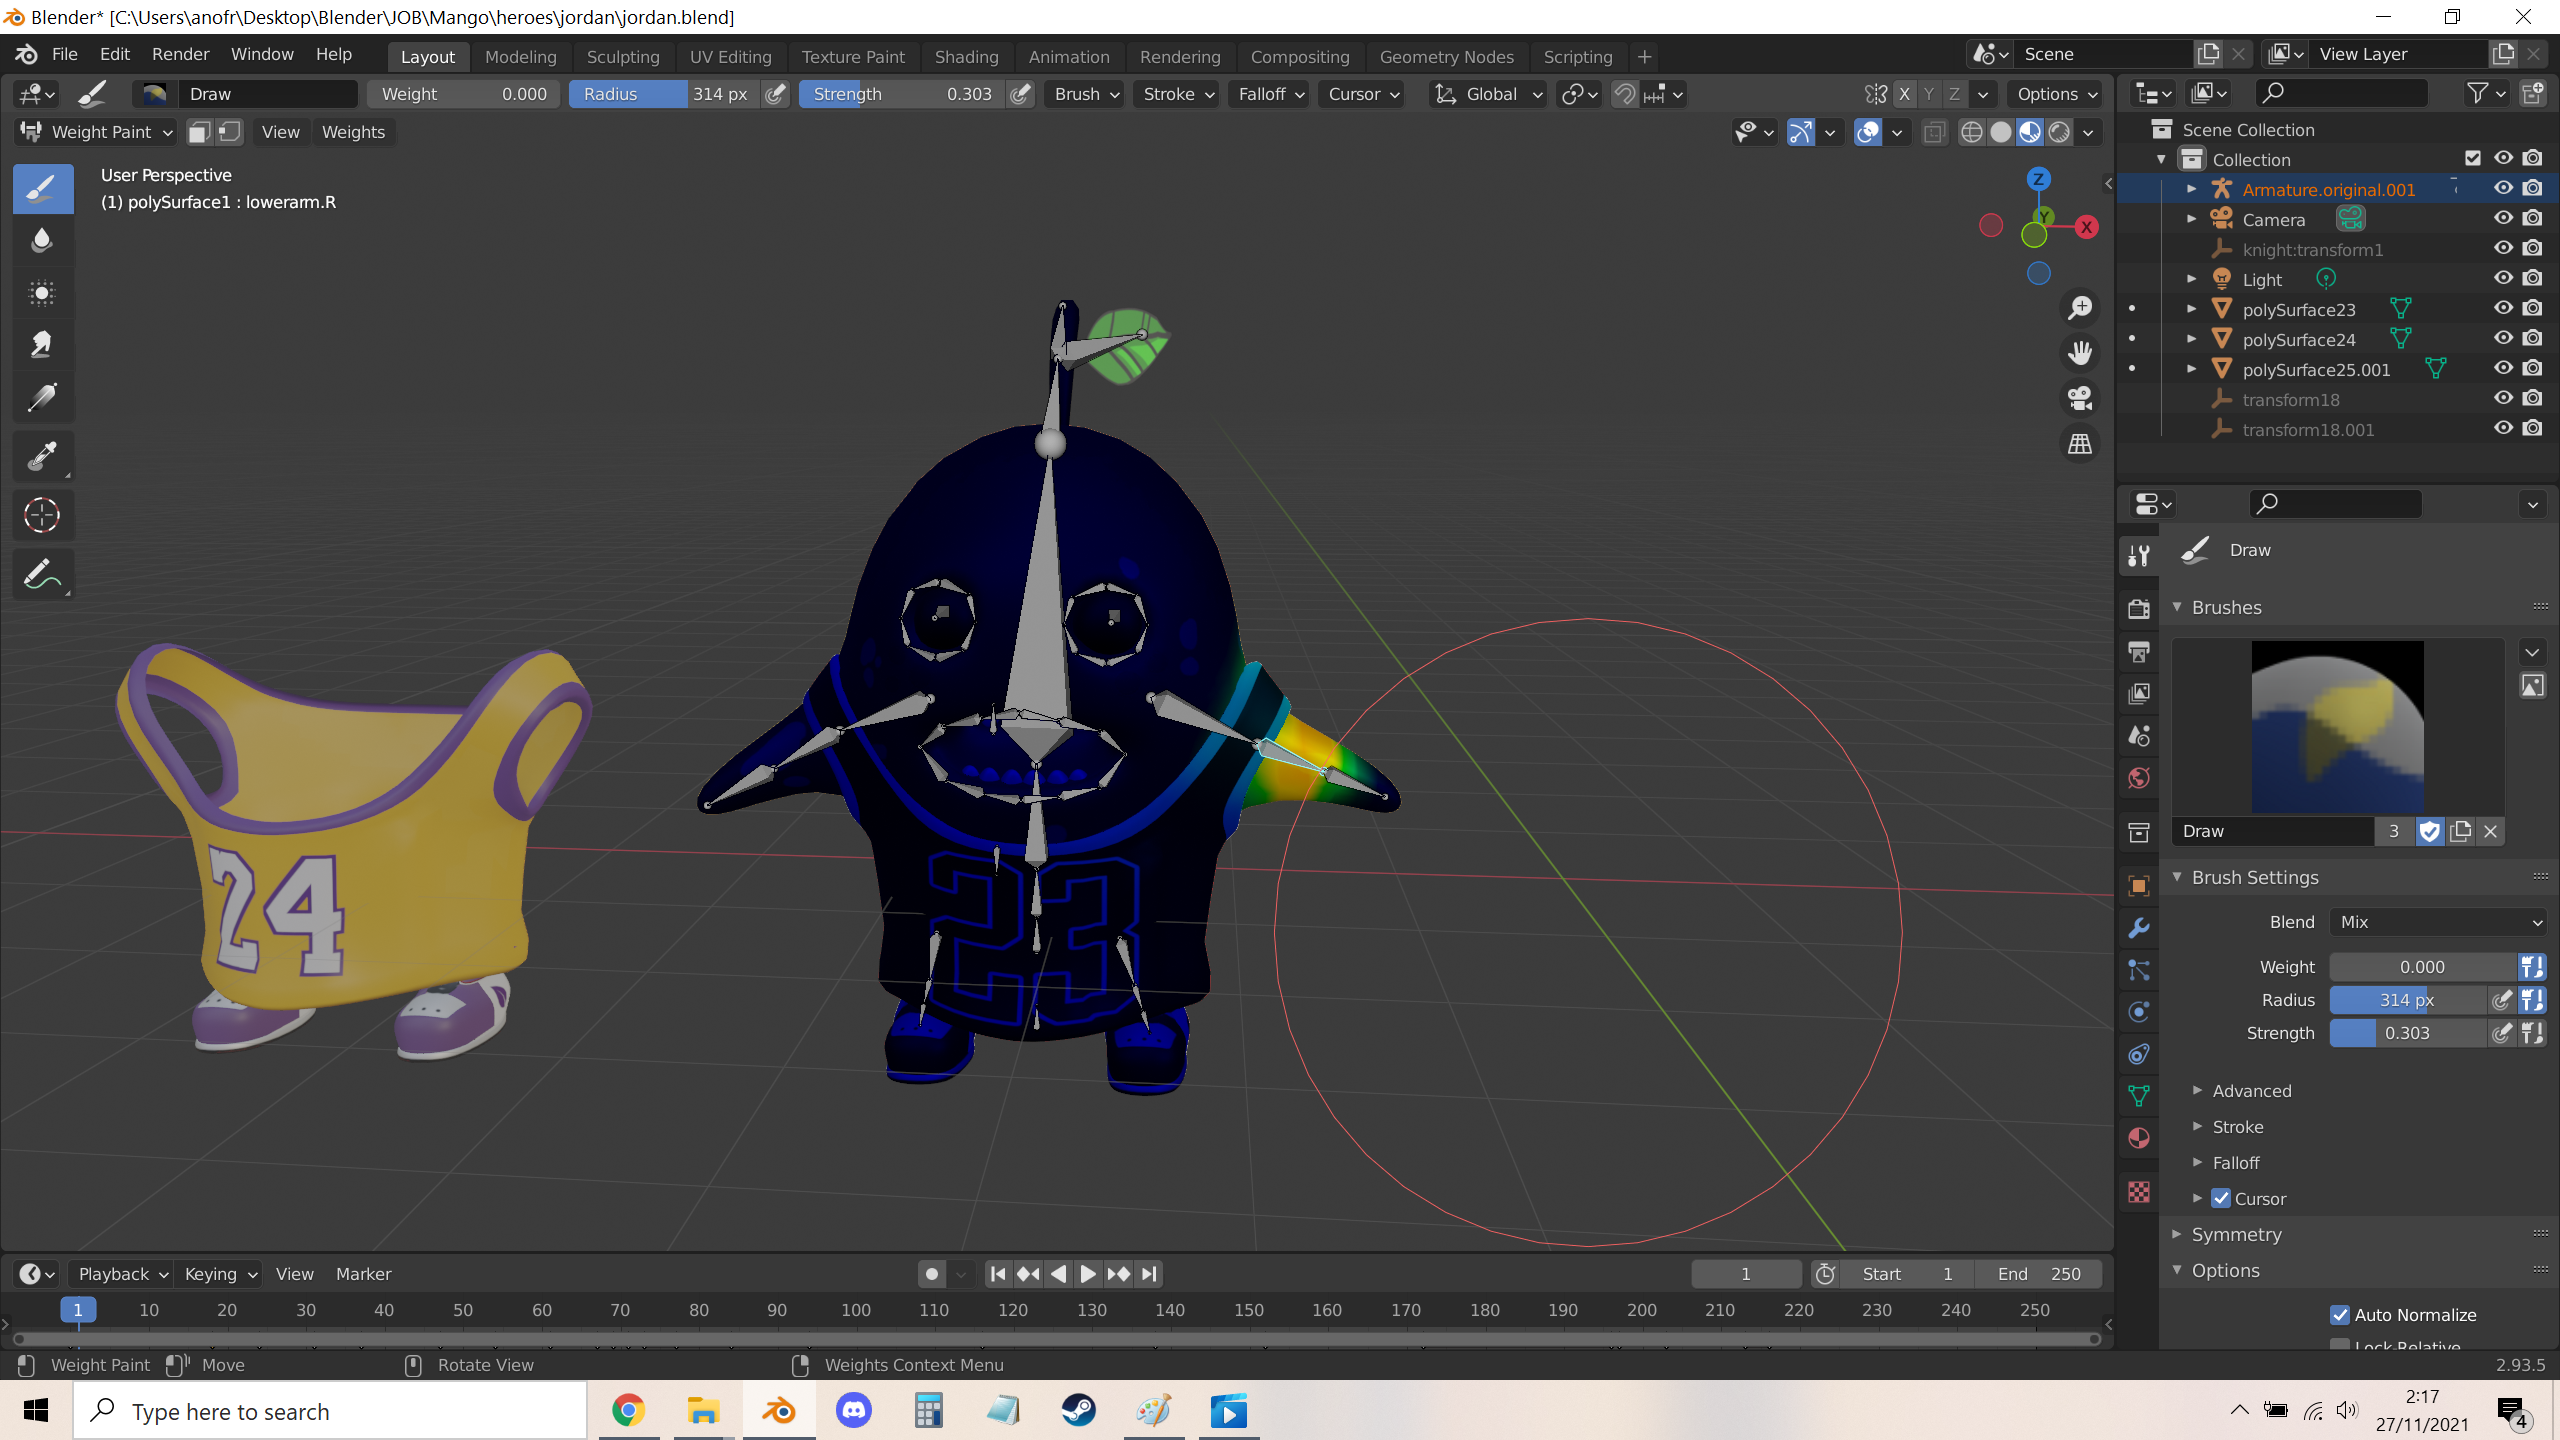 Blender* [C:\Users\anofr\Desktop\Blender\JOB\Mango\heroes\jordan\jordan.blend]
File Edit Render Window Help Layout Modeling Sculpting UV Editing Texture Paint Shading Animation Rendering Compositing Geometry Nodes Scripting + Scene View Layer
Draw Weight 0.000 Radius 314 px Strength 0.303 Brush Stroke Falloff Cursor Global X Y Z Options
Weight Paint View Weights
User Perspective
(1) polySurface1 : lowerarm.R
Z
Y
X
24
23
Scene Collection
Collection
Armature.original.001
Camera
knight:transform1
Light
polySurface23
polySurface24
polySurface25.001
transform18
transform18.001
Draw
Brushes
Draw 3
Brush Settings
Blend Mix
Weight 0.000
Radius 314 px
Strength 0.303
Advanced
Stroke
Falloff
Cursor
Symmetry
Options
Auto Normalize
Lock-Relative
Playback Keying View Marker 1 Start 1 End 250
1 10 20 30 40 50 60 70 80 90 100 110 120 130 140 150 160 170 180 190 200 210 220 230 240 250
Weight Paint Move Rotate View Weights Context Menu 2.93.5
Type here to search
2:17
27/11/2021
4